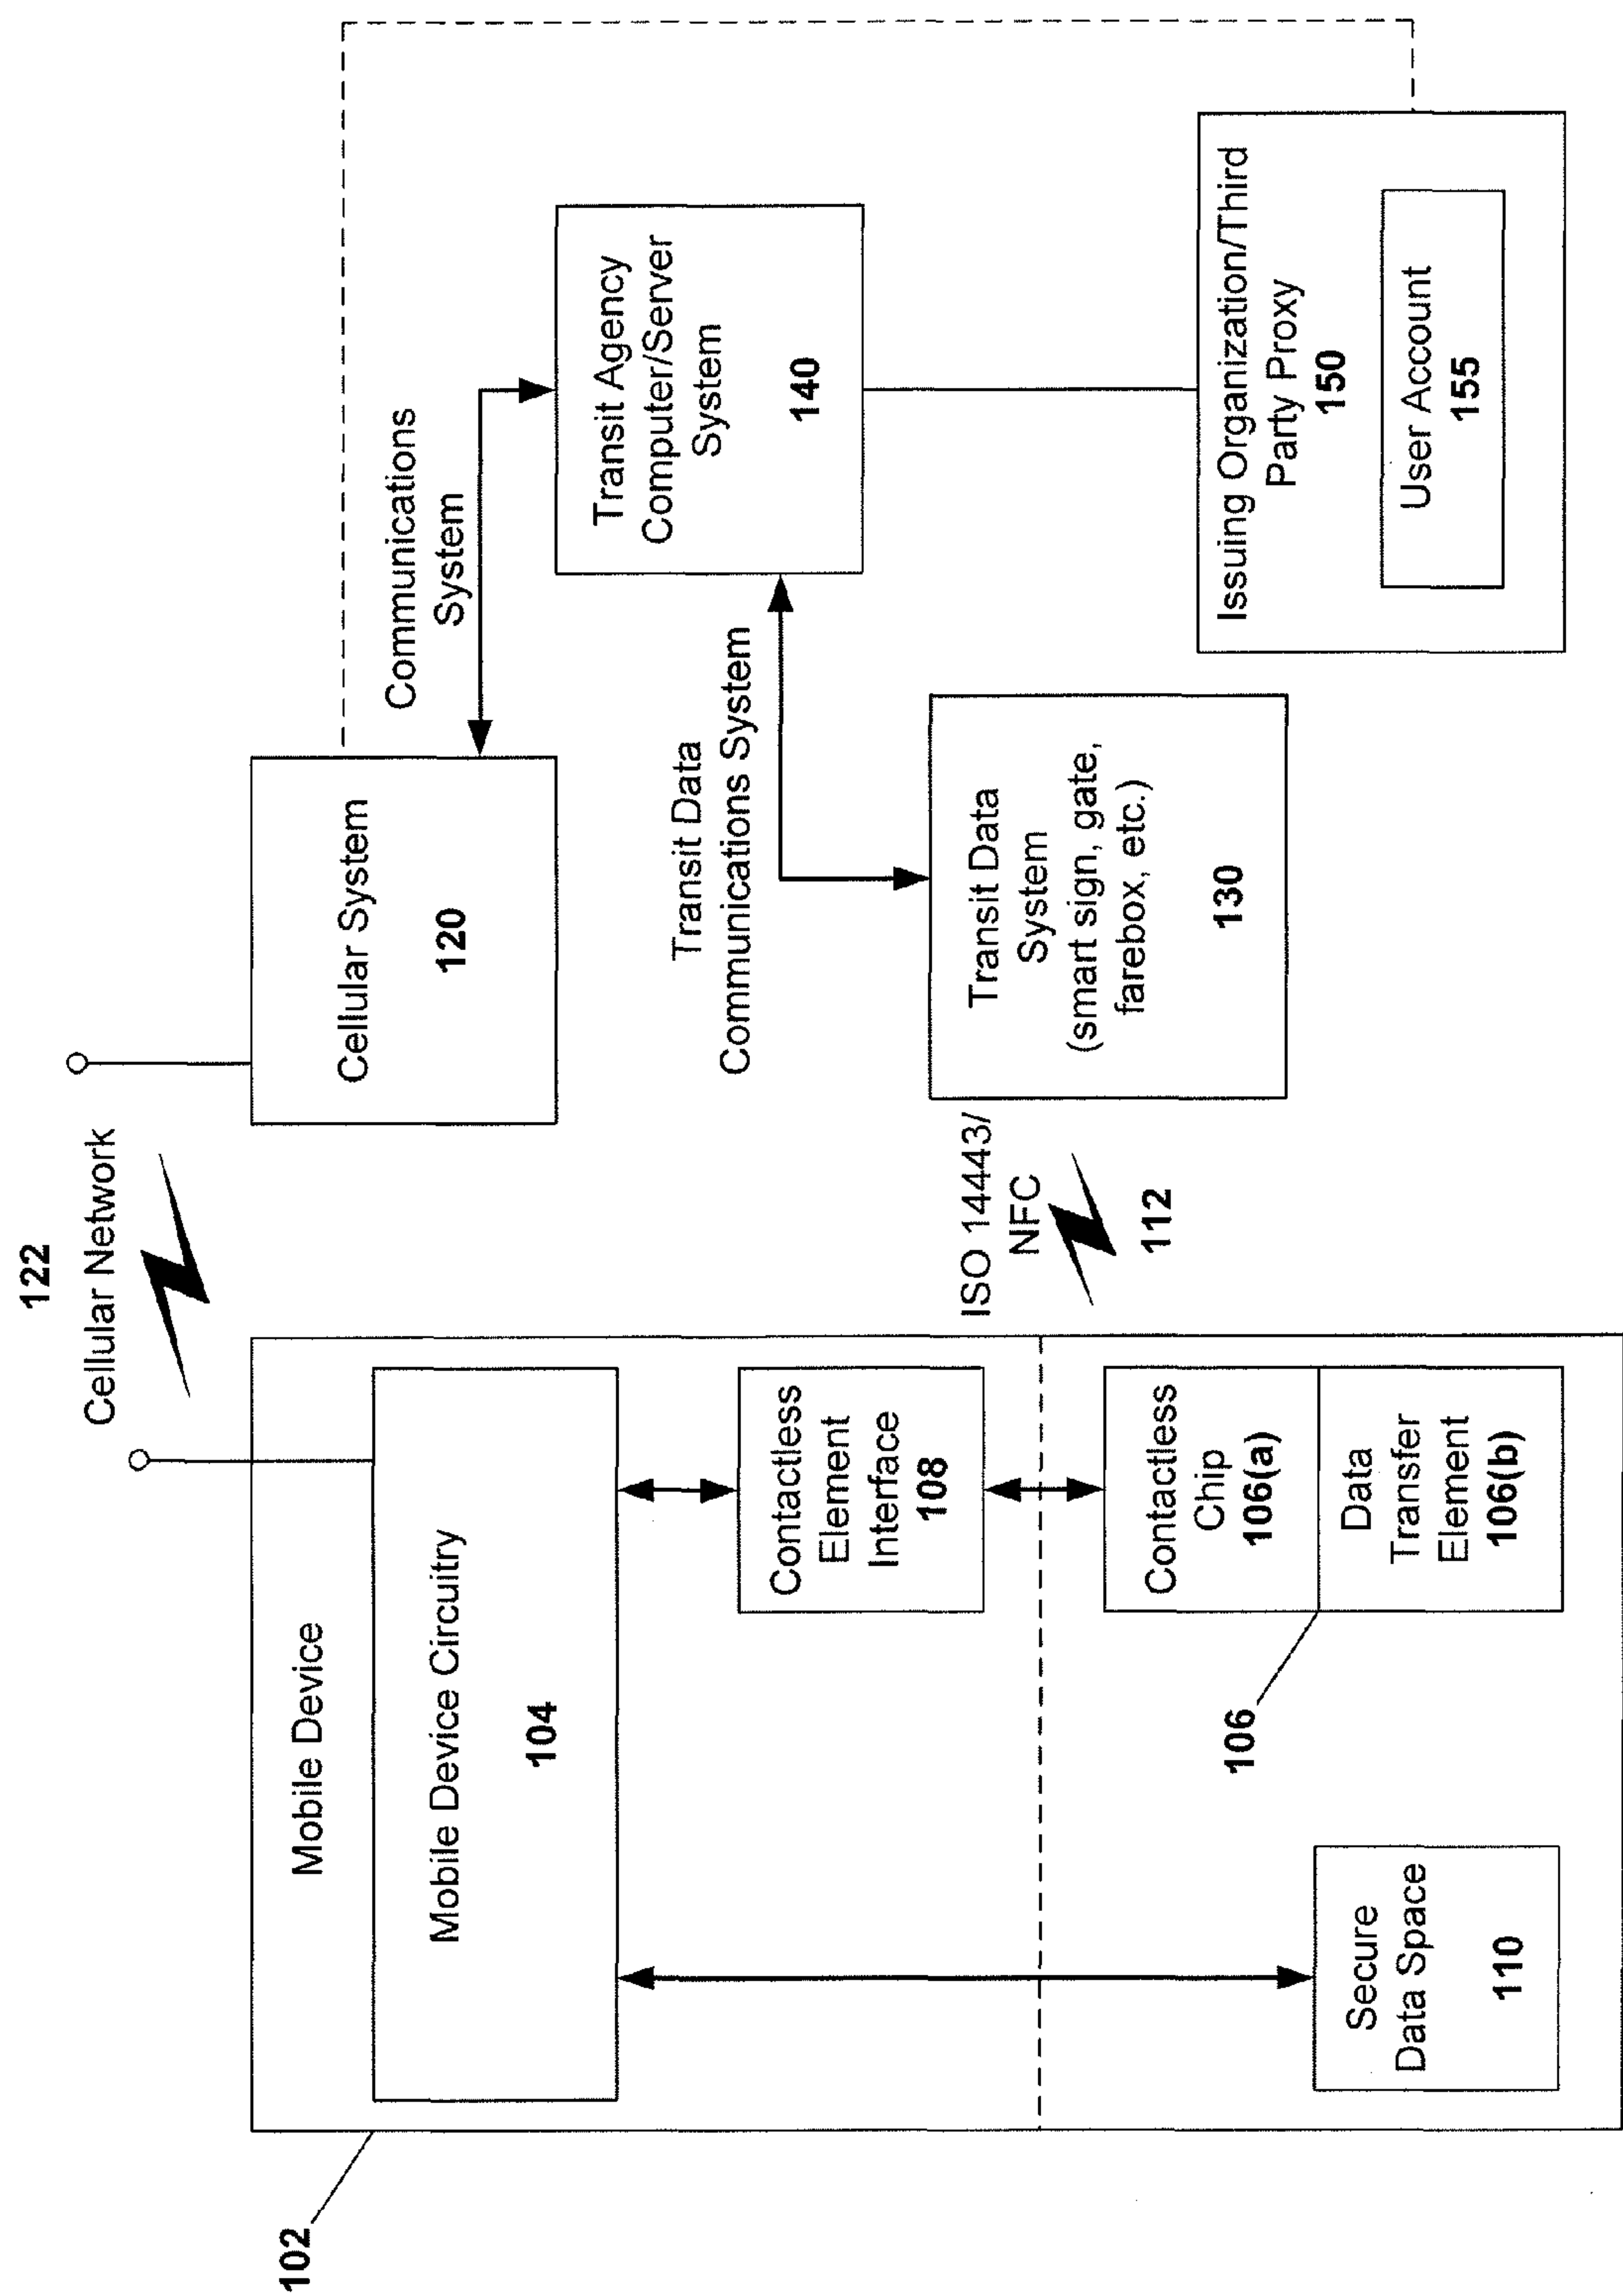 122
Cellular Network
102
Mobile Device
Mobile Device Circuitry
104
Contactless
Element
Interface
108
Contactless
Chip
106(a)
Data
Transfer
Element
106(b)
106
Secure
Data Space
110
ISO 14443/
NFC
112
Cellular System
120
Communications
System
Transit Data
Communications System
Transit Data
System
(smart sign, gate,
farebox, etc.)
130
Transit Agency
Computer/Server
System
140
Issuing Organization/Third
Party Proxy
150
User Account
155